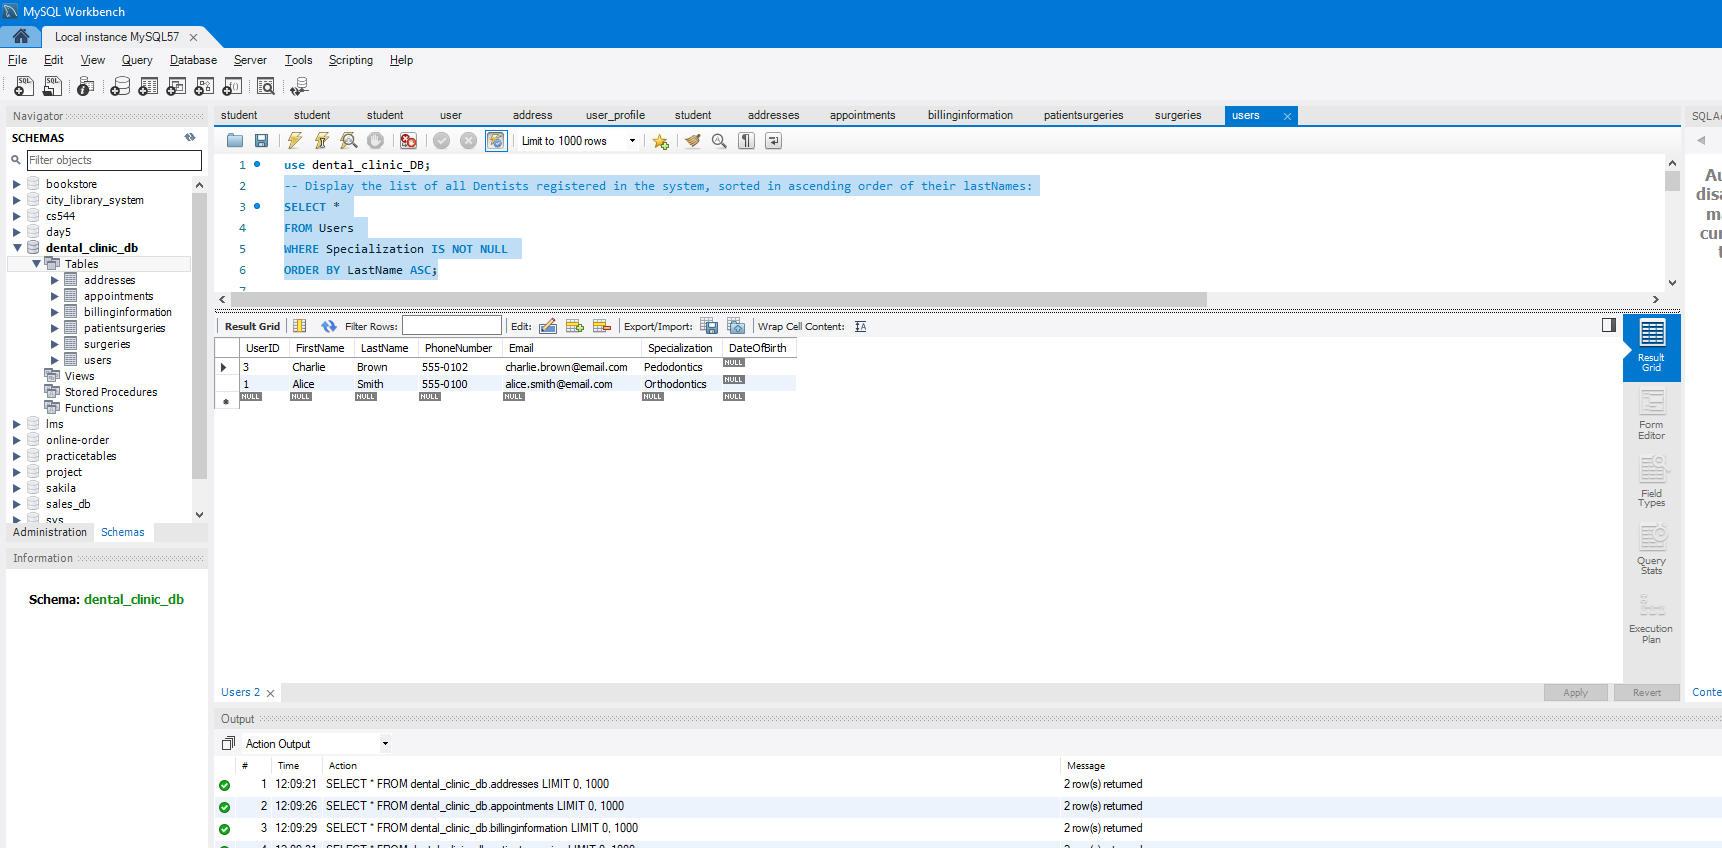 MySQL Workbench
Local instance MySQL57
File Edit View Query Database Server Tools Scripting Help
Navigator
SCHEMAS
Filter objects
bookstore
city_library_system
cs544
day5
dental_clinic_db
Tables
addresses
appointments
billinginformation
patientsurgeries
surgeries
users
Views
Stored Procedures
Functions
lms
online-order
practicetables
project
sakila
sales_db
sys
Administration Schemas
Information
Schema: dental_clinic_db
student student student user address user_profile student addresses appointments billinginformation patientsurgeries surgeries users
Limit to 1000 rows
1 use dental_clinic_DB;
2 -- Display the list of all Dentists registered in the system, sorted in ascending order of their lastNames:
3 SELECT *
4 FROM Users
5 WHERE Specialization IS NOT NULL
6 ORDER BY LastName ASC;
7
Result Grid Filter Rows: Edit: Export/Import: Wrap Cell Content:
UserID FirstName LastName PhoneNumber Email Specialization DateOfBirth
3 Charlie Brown 555-0102 charlie.brown@email.com Pedodontics NULL
1 Alice Smith 555-0100 alice.smith@email.com Orthodontics NULL
NULL NULL NULL NULL NULL NULL NULL
Result
Grid
Form
Editor
Field
Types
Query
Stats
Execution
Plan
Users 2
Apply Revert
Output
Action Output
# Time Action Message
1 12:09:21 SELECT * FROM dental_clinic_db.addresses LIMIT 0, 1000 2 row(s) returned
2 12:09:26 SELECT * FROM dental_clinic_db.appointments LIMIT 0, 1000 2 row(s) returned
3 12:09:29 SELECT * FROM dental_clinic_db.billinginformation LIMIT 0, 1000 2 row(s) returned